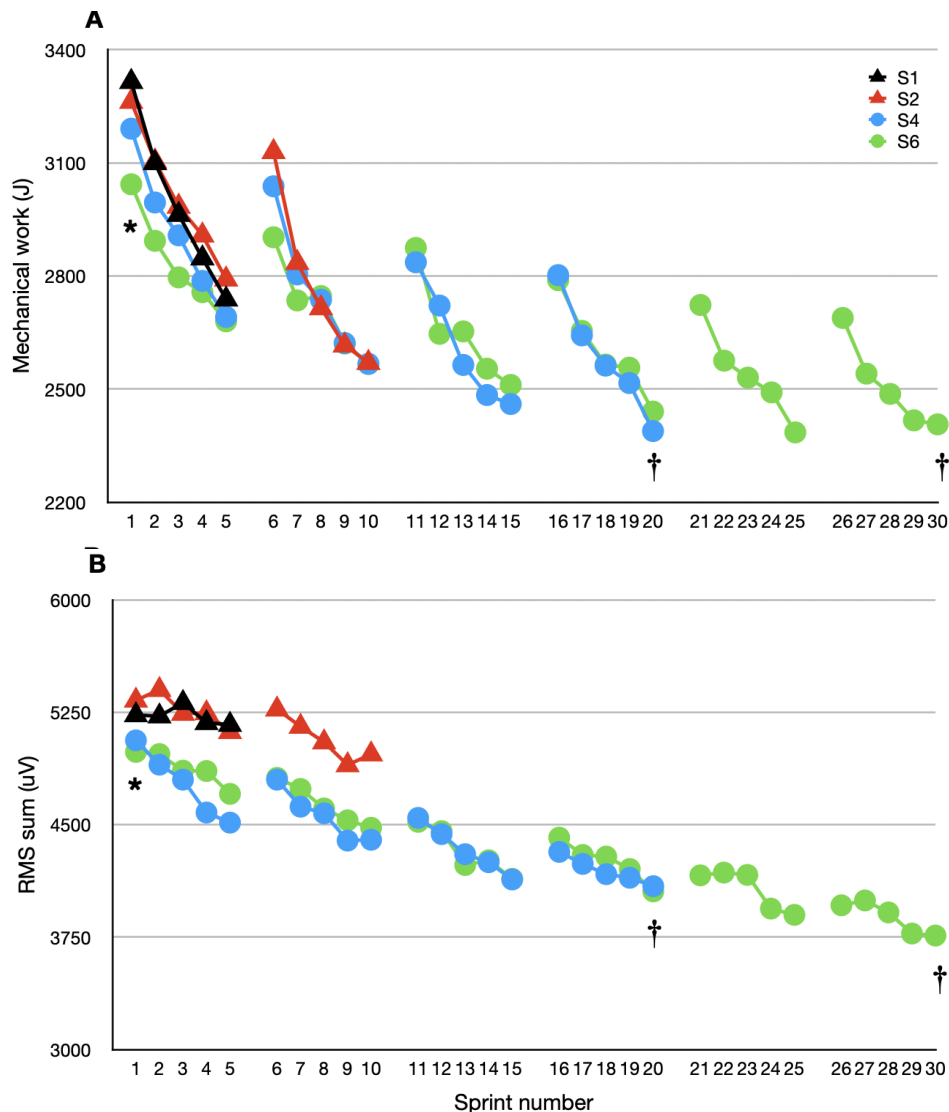 A
3400
3100
2800
2500
2200
Mechanical work (J)
S1
S2
S4
S6
*
†
†
1 2 3 4 5 6 7 8 9 10 11 12 13 14 15 16 17 18 19 20 21 22 23 24 25 26 27 28 29 30
B
6000
5250
4500
3750
3000
RMS sum (uV)
*
†
†
1 2 3 4 5 6 7 8 9 10 11 12 13 14 15 16 17 18 19 20 21 22 23 24 25 26 27 28 29 30
Sprint number